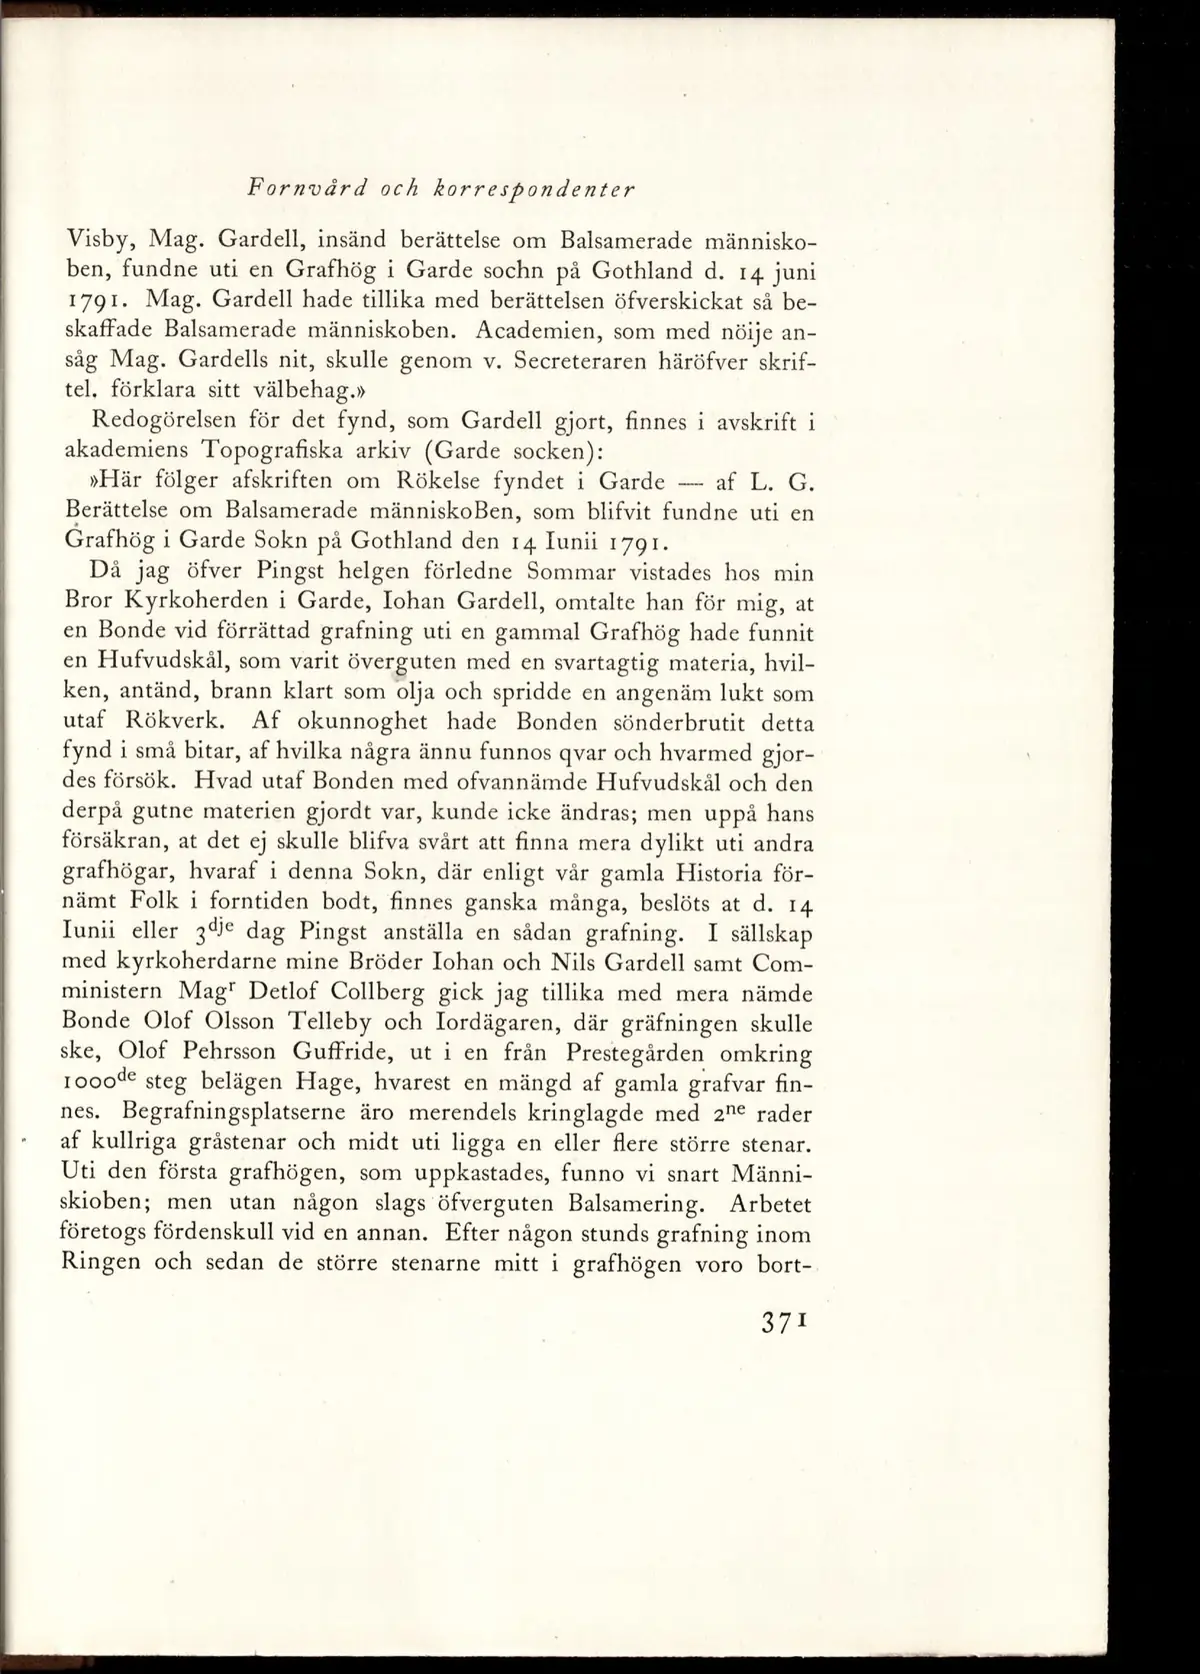 Fornvård och korrespondenter
Visby, Mag. Gardell, insänd berättelse om Balsamerade människo-
ben, fundne uti en Grafhög i Garde sochn på Gothland d. 14 juni
1791. Mag. Gardell hade tillika med berättelsen öfverskickat så be-
skaffade Balsamerade människoben. Academien, som med nöije an-
såg Mag. Gardells nit, skulle genom v. Secreteraren häröfver skrif-
tel. förklara sitt välbehag.»
Redogörelsen för det fynd, som Gardell gjort, finnes i avskrift i
akademiens Topografiska arkiv (Garde socken):
»Här fölger afskriften om Rökelse fyndet i Garde — af L. G.
Berättelse om Balsamerade människoBen, som blifvit fundne uti en
Grafhög i Garde Sokn på Gothland den 14 Iunii 1791.
Då jag öfver Pingst helgen förledne Sommar vistades hos min
Bror Kyrkoherden i Garde, Iohan Gardell, omtalte han för mig, at
en Bonde vid förrättad grafning uti en gammal Grafhög hade funnit
en Hufvudskål, som varit överguten med en svartagtig materia, hvil-
ken, antänd, brann klart som olja och spridde en angenäm lukt som
utaf Rökverk. Af okunnoghet hade Bonden sönderbrutit detta
fynd i små bitar, af hvilka några ännu funnos qvar och hvarmed gjor-
des försök. Hvad utaf Bonden med ofvannämde Hufvudskål och den
derpå gutne materien gjordt var, kunde icke ändras; men uppå hans
försäkran, at det ej skulle blifva svårt att finna mera dylikt uti andra
grafhögar, hvaraf i denna Sokn, där enligt vår gamla Historia för-
nämt Folk i forntiden bodt, finnes ganska många, beslöts at d. 14
Iunii eller 3dje dag Pingst anställa en sådan grafning. I sällskap
med kyrkoherdarne mine Bröder Iohan och Nils Gardell samt Com-
ministern Magr Detlof Collberg gick jag tillika med mera nämde
Bonde Olof Olsson Telleby och Iordägaren, där gräfningen skulle
ske, Olof Pehrsson Guffride, ut i en från Prestegården omkring
1000de steg belägen Hage, hvarest en mängd af gamla grafvar fin-
nes. Begrafningsplatserne äro merendels kringlagde med 2ne rader
af kullriga gråstenar och midt uti ligga en eller flere större stenar.
Uti den första grafhögen, som uppkastades, funno vi snart Männi-
skioben; men utan någon slags öfverguten Balsamering. Arbetet
företogs fördenskull vid en annan. Efter någon stunds grafning inom
Ringen och sedan de större stenarne mitt i grafhögen voro bort-
371